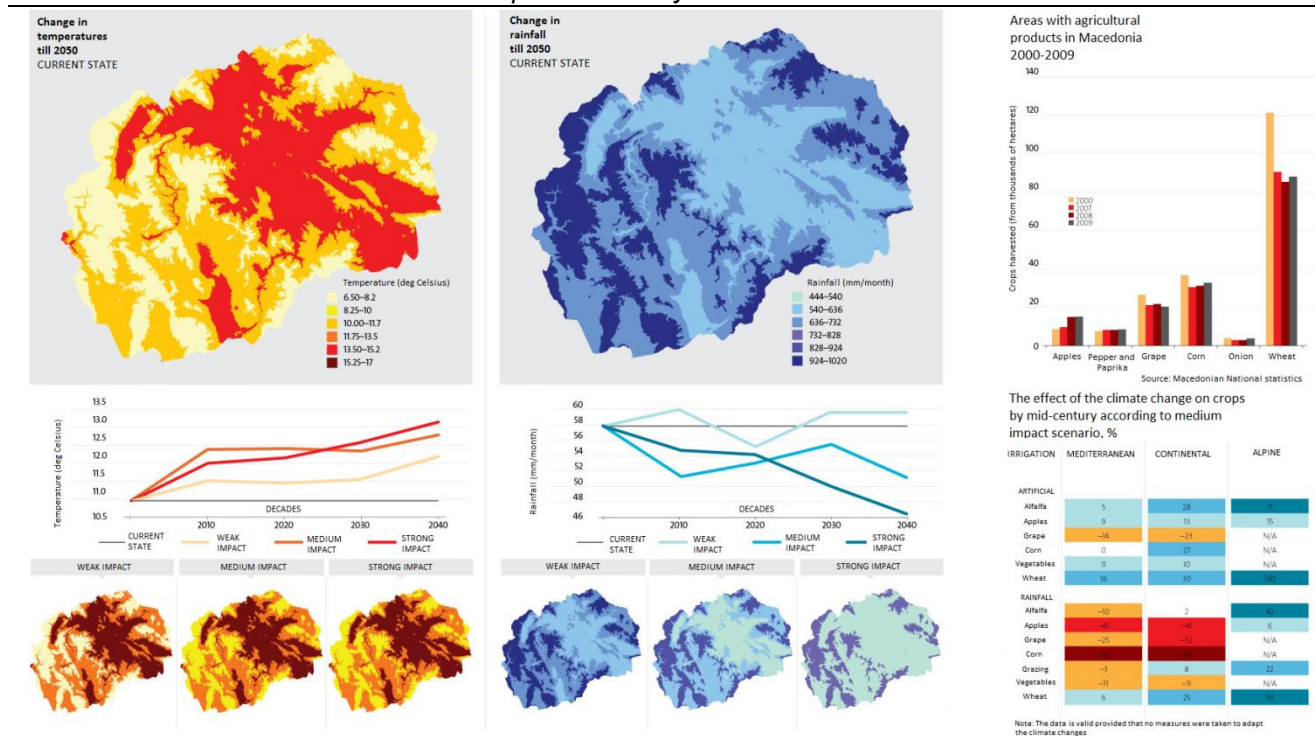 Change in
temperatures
till 2050
CURRENT STATE
Temperature (deg Celsius)
6.50–8.2
8.25–10
10.00–11.7
11.75–13.5
13.50–15.2
15.25–17
Change in
rainfall
till 2050
CURRENT STATE
Rainfall (mm/month)
444–540
540–636
636–732
732–828
828–924
924–1020
Areas with agricultural
products in Macedonia
2000-2009
140
120
100
80
60
40
20
0
Crops harvested (from thousands of hectares)
2000
2007
2008
2009
Apples
Pepper and
Paprika
Grape
Corn
Onion
Wheat
Source: Macedonian National statistics
Temperature (deg Celsius)
13.5
13.0
12.5
12.0
11.5
11.0
10.5
DECADES
2010
2020
2030
2040
CURRENT
STATE
WEAK
IMPACT
MEDIUM
IMPACT
STRONG
IMPACT
WEAK IMPACT
MEDIUM IMPACT
STRONG IMPACT
Rainfall (mm/month)
60
58
56
54
52
50
48
46
DECADES
2010
2020
2030
2040
CURRENT
STATE
WEAK
IMPACT
MEDIUM
IMPACT
STRONG
IMPACT
WEAK IMPACT
MEDIUM IMPACT
STRONG IMPACT
The effect of the climate change on crops
by mid-century according to medium
impact scenario, %
IRRIGATION MEDITERRANEAN CONTINENTAL ALPINE
ARTIFICIAL
Alfalfa 5 28
Apples 9 13 15
Grape –14 –23 N/A
Corn 0 27 N/A
Vegetables 11 10 N/A
Wheat 16 30 100
RAINFALL
Alfalfa –10 2 42
Apples –45 –41 6
Grape –25 –32 N/A
Corn N/A
Grazing –3 8 22
Vegetables –11 –9 N/A
Wheat 6 25 99
Note: The data is valid provided that no measures were taken to adapt
the climate changes